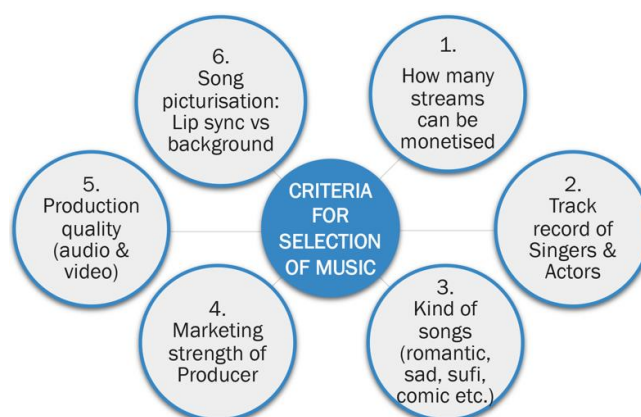 CRITERIA
FOR
SELECTION
OF MUSIC
1.
How many
streams
can be
monetised
2.
Track
record of
Singers &
Actors
3.
Kind of
songs
(romantic,
sad, sufi,
comic etc.)
4.
Marketing
strength of
Producer
5.
Production
quality
(audio &
video)
6.
Song
picturisation:
Lip sync vs
background